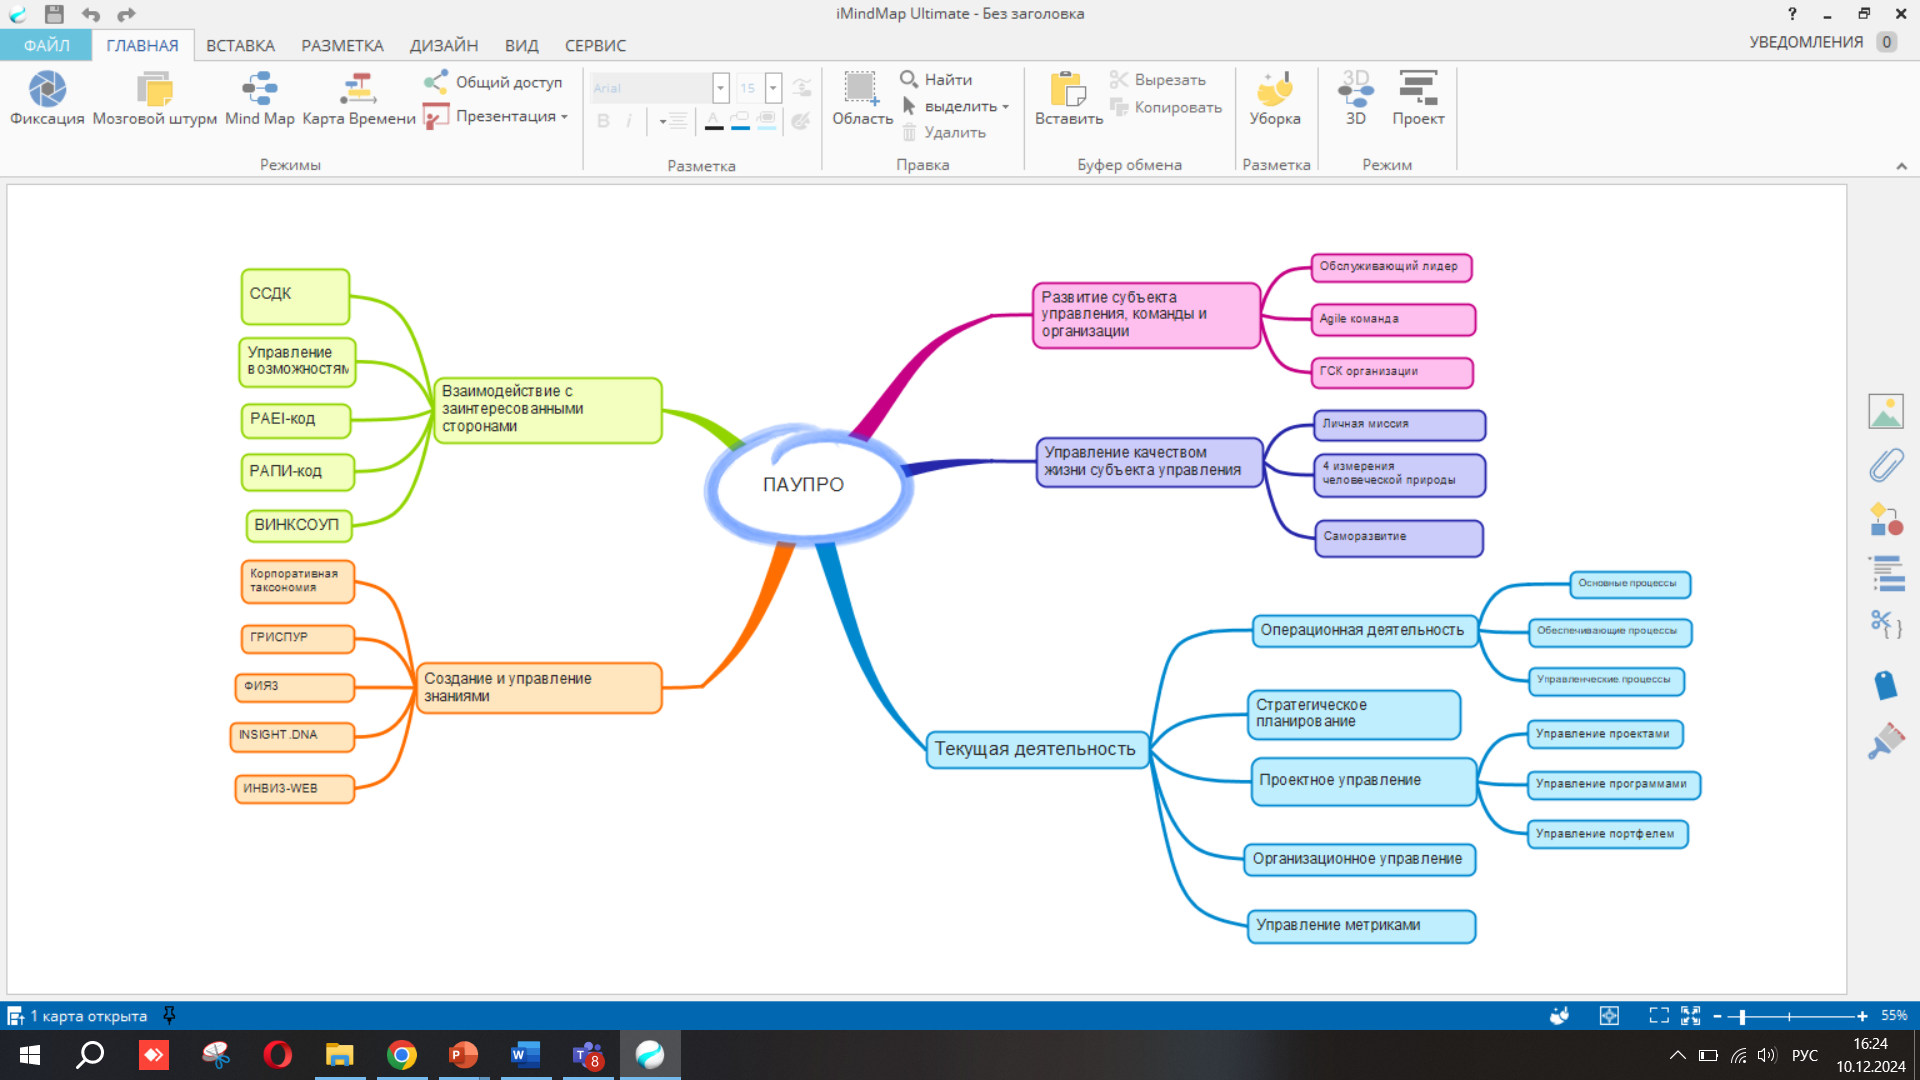 iMindMap Ultimate - Без заголовка
?
ФАЙЛ
ГЛАВНАЯ
ВСТАВКА
РАЗМЕТКА
ДИЗАЙН
ВИД
СЕРВИС
УВЕДОМЛЕНИЯ 0
Фиксация
Мозговой штурм
Mind Map
Карта Времени
Общий доступ
Презентация
Режимы
Arial
15
B i
A
Разметка
Область
Найти
выделить
Удалить
Правка
Вставить
Вырезать
Копировать
Буфер обмена
Уборка
Разметка
3D
3D
Проект
Режим
ПАУПРО
Взаимодействие с
заинтересованными
сторонами
ССДК
Управление
возможностям
PAEI-код
РАПИ-код
ВИНКСОУП
Создание и управление
знаниями
Корпоративная
таксономия
ГРИСПУР
ФИЯЗ
INSIGHT.DNA
ИНВИЗ-WEB
Развитие субъекта
управления, команды и
организации
Обслуживающий лидер
Agile команда
ГСК организации
Управление качеством
жизни субъекта управления
Личная миссия
4 измерения
человеческой природы
Саморазвитие
Текущая деятельность
Операционная деятельность
Основные процессы
Обеспечивающие процессы
Управленческие процессы
Стратегическое
планирование
Проектное управление
Управление проектами
Управление программами
Управление портфелем
Организационное управление
Управление метриками
1 карта открыта
55%
8
РУС
16:24
10.12.2024